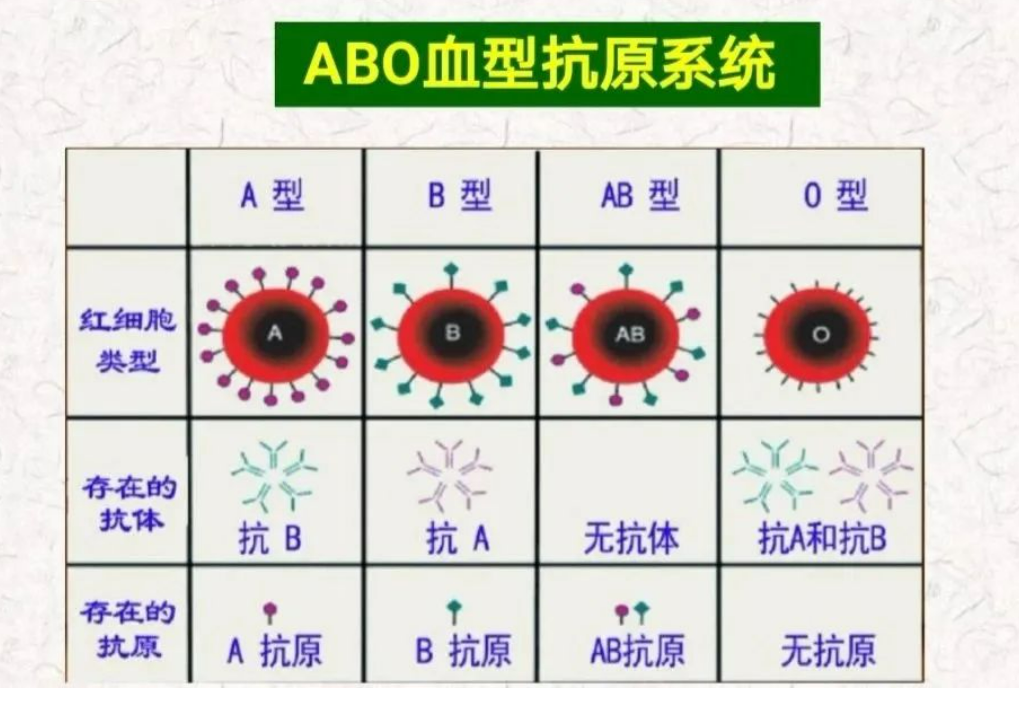 ABO血型抗原系统
A 型
B 型
AB 型
O 型
红细胞
类型
A
B
AB
O
存在的
抗体
抗 B
抗 A
无抗体
抗A和抗B
存在的
抗原
A 抗原
B 抗原
AB抗原
无抗原